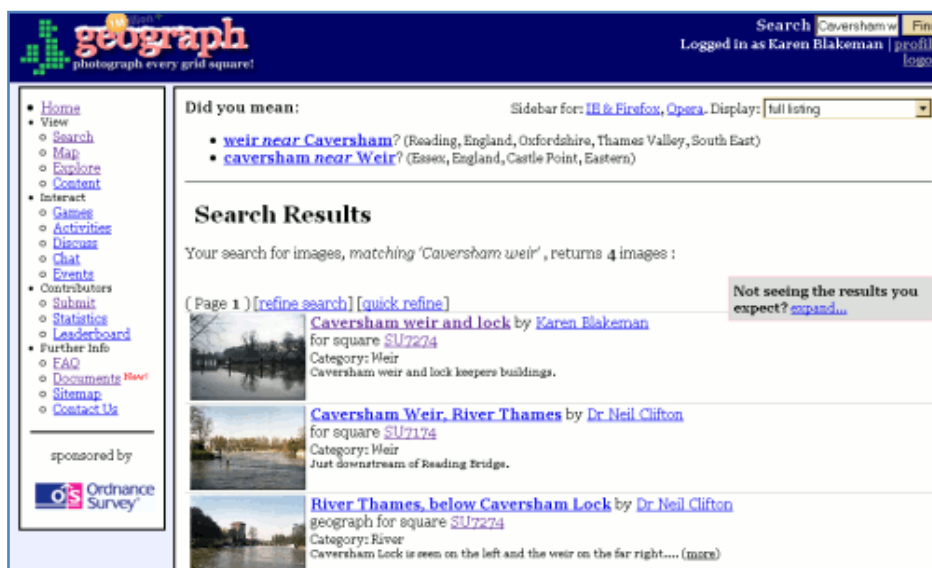 1M
geograph
photograph every grid square!
Search Caversham w Fin
Logged in as Karen Blakeman | profil
logo
Home
View
Search
Map
Explore
Content
Interact
Games
Activities
Discuss
Chat
Events
Contributors
Submit
Statistics
Leaderboard
Further Info
FAQ
Documents New!
Sitemap
Contact Us
sponsored by
OS Ordnance
Survey
Did you mean:
Sidebar for: IE & Firefox, Opera. Display: full listing
weir near Caversham? (Reading, England, Oxfordshire, Thames Valley, South East)
caversham near Weir? (Essex, England, Castle Point, Eastern)
Search Results
Your search for images, matching 'Caversham weir' , returns 4 images :
Not seeing the results you
expect? expand...
( Page 1 ) [refine search] [quick refine]
Caversham weir and lock by Karen Blakeman
for square SU7274
Category: Weir
Caversham weir and lock keepers buildings.
Caversham Weir, River Thames by Dr Neil Clifton
for square SU7174
Category: Weir
Just downstream of Reading Bridge.
River Thames, below Caversham Lock by Dr Neil Clifton
geograph for square SU7274
Category: River
Caversham Lock is seen on the left and the weir on the far right.... (more)